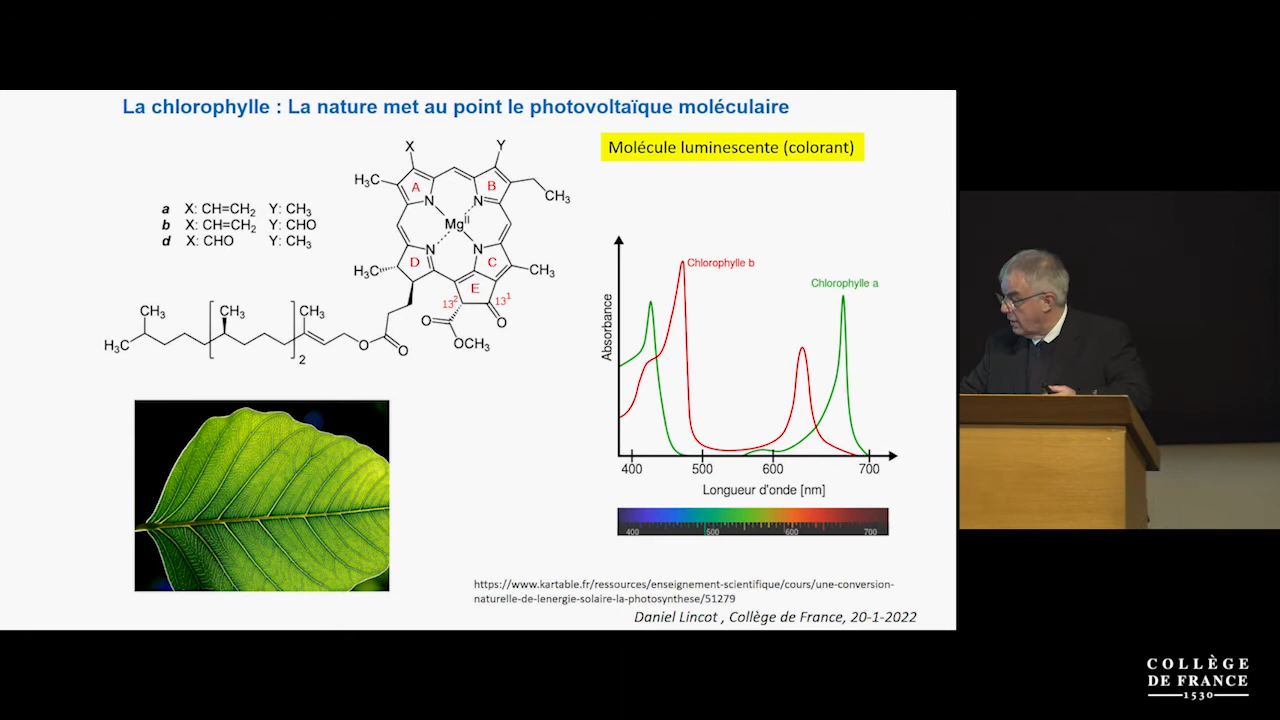 La chlorophylle : La nature met au point le photovoltaïque moléculaire
Molécule luminescente (colorant)
a X: CH=CH₂ Y: CH₃
b X: CH=CH₂ Y: CHO
d X: CHO Y: CH₃
X
Y
H₃C
A
B
CH₃
N
N
Mg^II
N
N
H₃C
D
C
CH₃
E
13²
13¹
O
O
OCH₃
CH₃
CH₃
CH₃
H₃C
2
O
O
Absorbance
Chlorophylle b
Chlorophylle a
400 500 600 700
Longueur d'onde [nm]
400 500 600 700
https://www.kartable.fr/ressources/enseignement-scientifique/cours/une-conversion-
naturelle-de-lenergie-solaire-la-photosynthese/51279
Daniel Lincot , Collège de France, 20-1-2022
COLLÈGE
DE FRANCE
1530